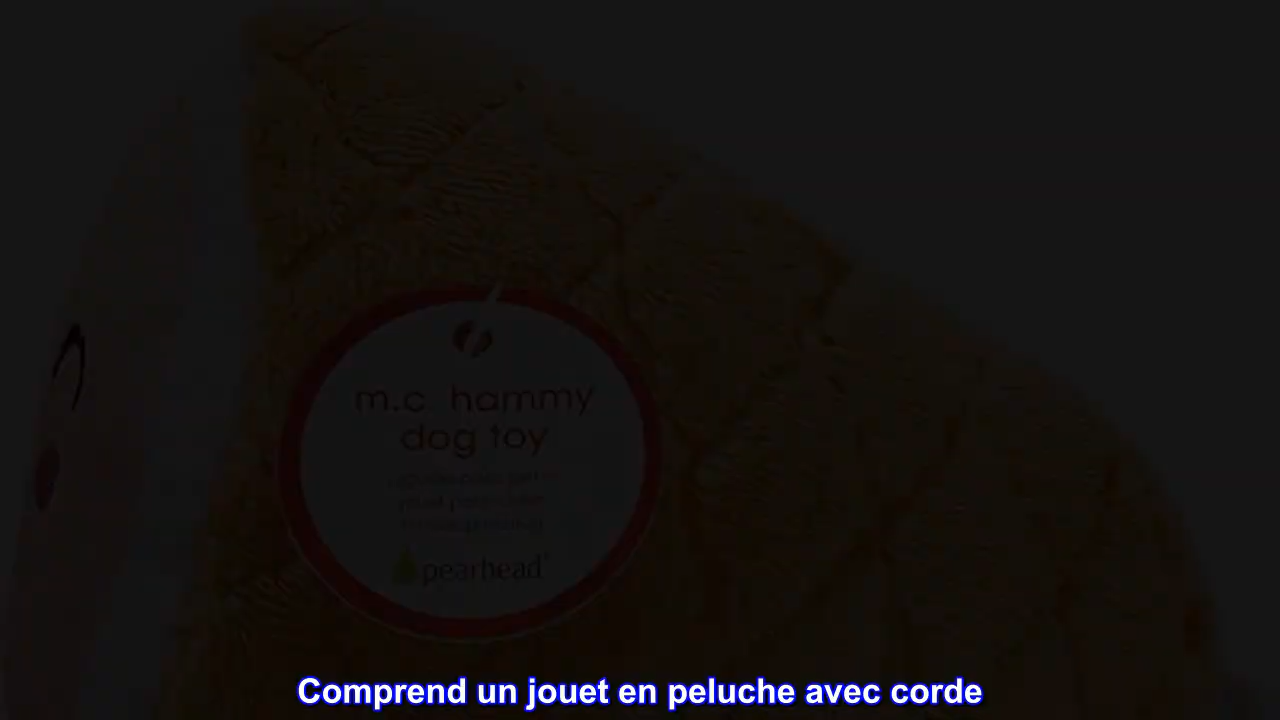 m.c. hammy
dog toy
pearhead
Comprend un jouet en peluche avec corde